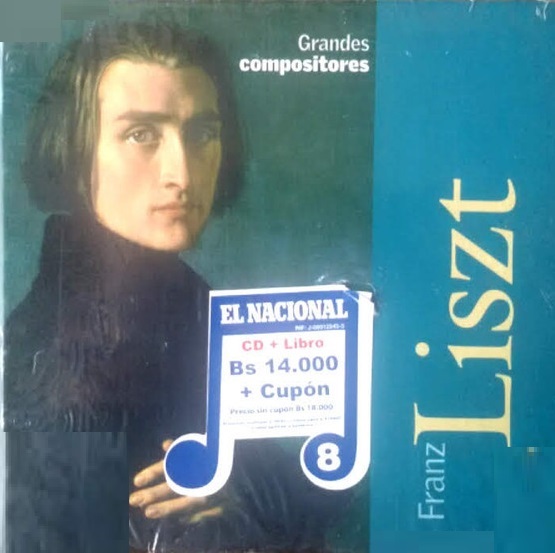 Grandes
compositores
EL NACIONAL
CD + Libro
Bs 14.000
+ Cupón
Precio sin cupón Bs 18.000
8
Franz Liszt